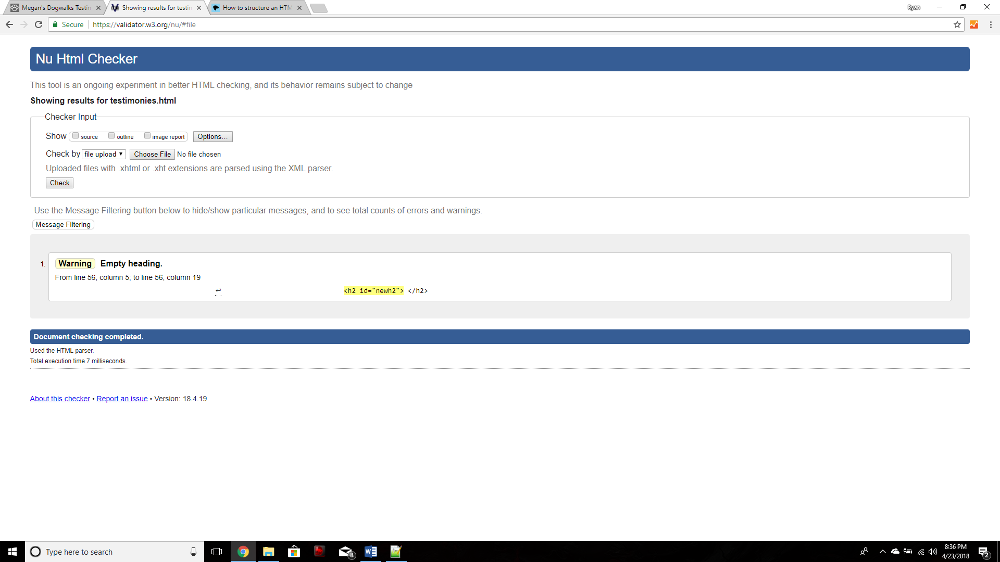 Megan's Dogwalks Testin
Showing results for testin
How to structure an HTM
Ryan
Secure
https://validator.w3.org/nu/#file
Nu Html Checker
This tool is an ongoing experiment in better HTML checking, and its behavior remains subject to change
Showing results for testimonies.html
Checker Input
Show source outline image report Options...
Check by file upload Choose File No file chosen
Uploaded files with .xhtml or .xht extensions are parsed using the XML parser.
Check
Use the Message Filtering button below to hide/show particular messages, and to see total counts of errors and warnings.
Message Filtering
1. Warning Empty heading.
From line 56, column 5; to line 56, column 19
↩ <h2 id="newh2"> </h2>
Document checking completed.
Used the HTML parser.
Total execution time 7 milliseconds.
About this checker • Report an issue • Version: 18.4.19
Type here to search
8
8:36 PM
4/23/2018
2